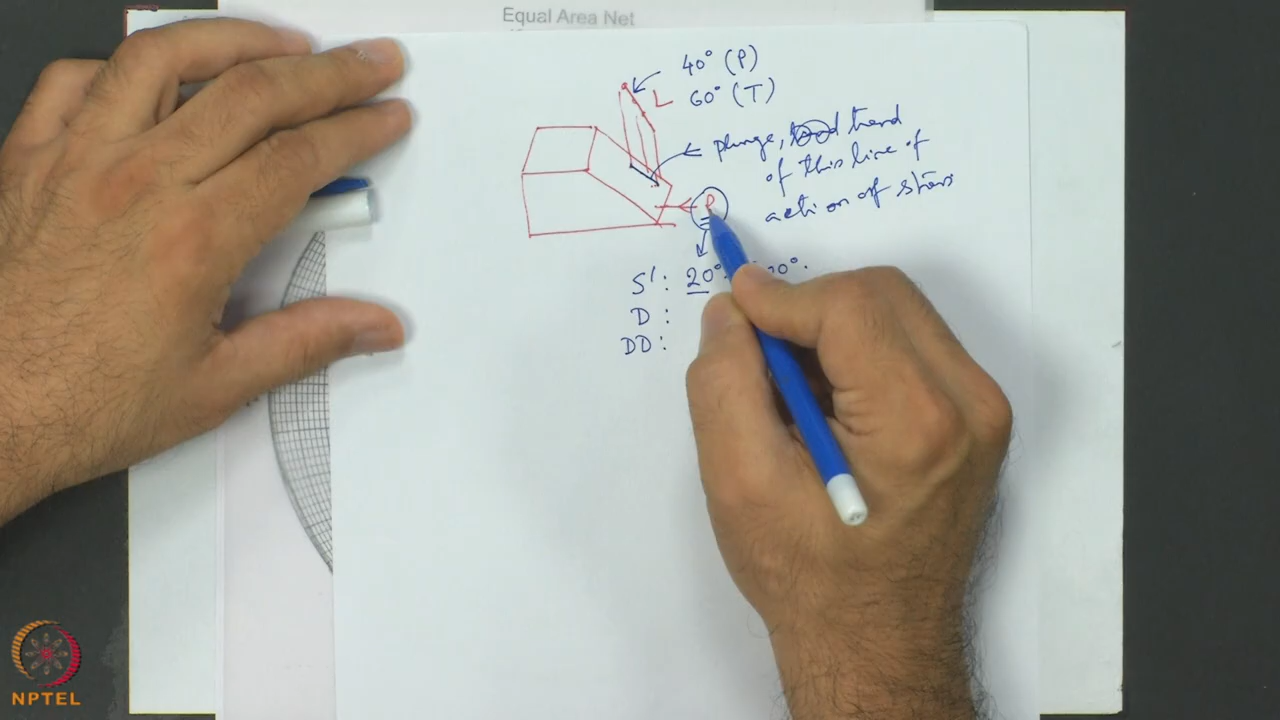 Equal Area Net
40° (P)
L 60° (T)
plunge, trend
of this line of
action of stress
P
S': 20°
D :
DD:
NPTEL